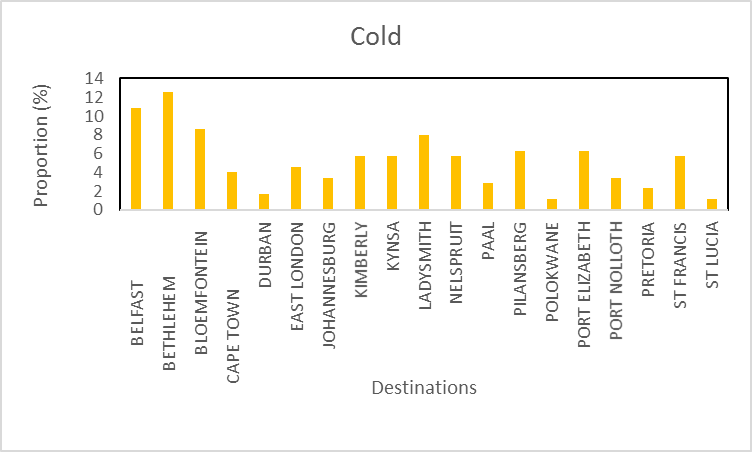 Cold
Proportion (%)
14
12
10
8
6
4
2
0
BELFAST
BETHLEHEM
BLOEMFONTEIN
CAPE TOWN
DURBAN
EAST LONDON
JOHANNESBURG
KIMBERLY
KYNSA
LADYSMITH
NELSPRUIT
PAAL
PILANSBERG
POLOKWANE
PORT ELIZABETH
PORT NOLLOTH
PRETORIA
ST FRANCIS
ST LUCIA
Destinations